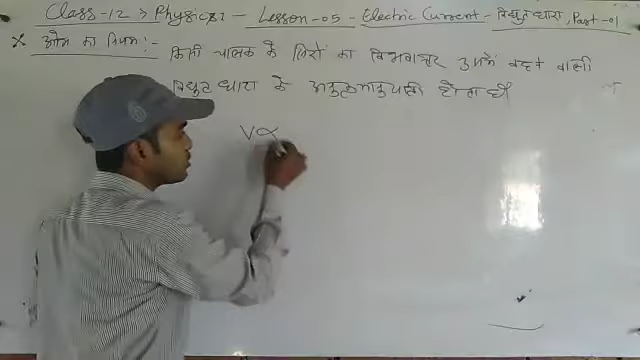 Class-12 > Physics:- Lesson-05 - Electric Current - विद्युत धारा, Part-01
ओम का नियम:- किसी चालक के सिरों का विभवान्तर उसमें बहने वाली
विद्युत धारा के अनुक्रमानुपाती होता है
V∝